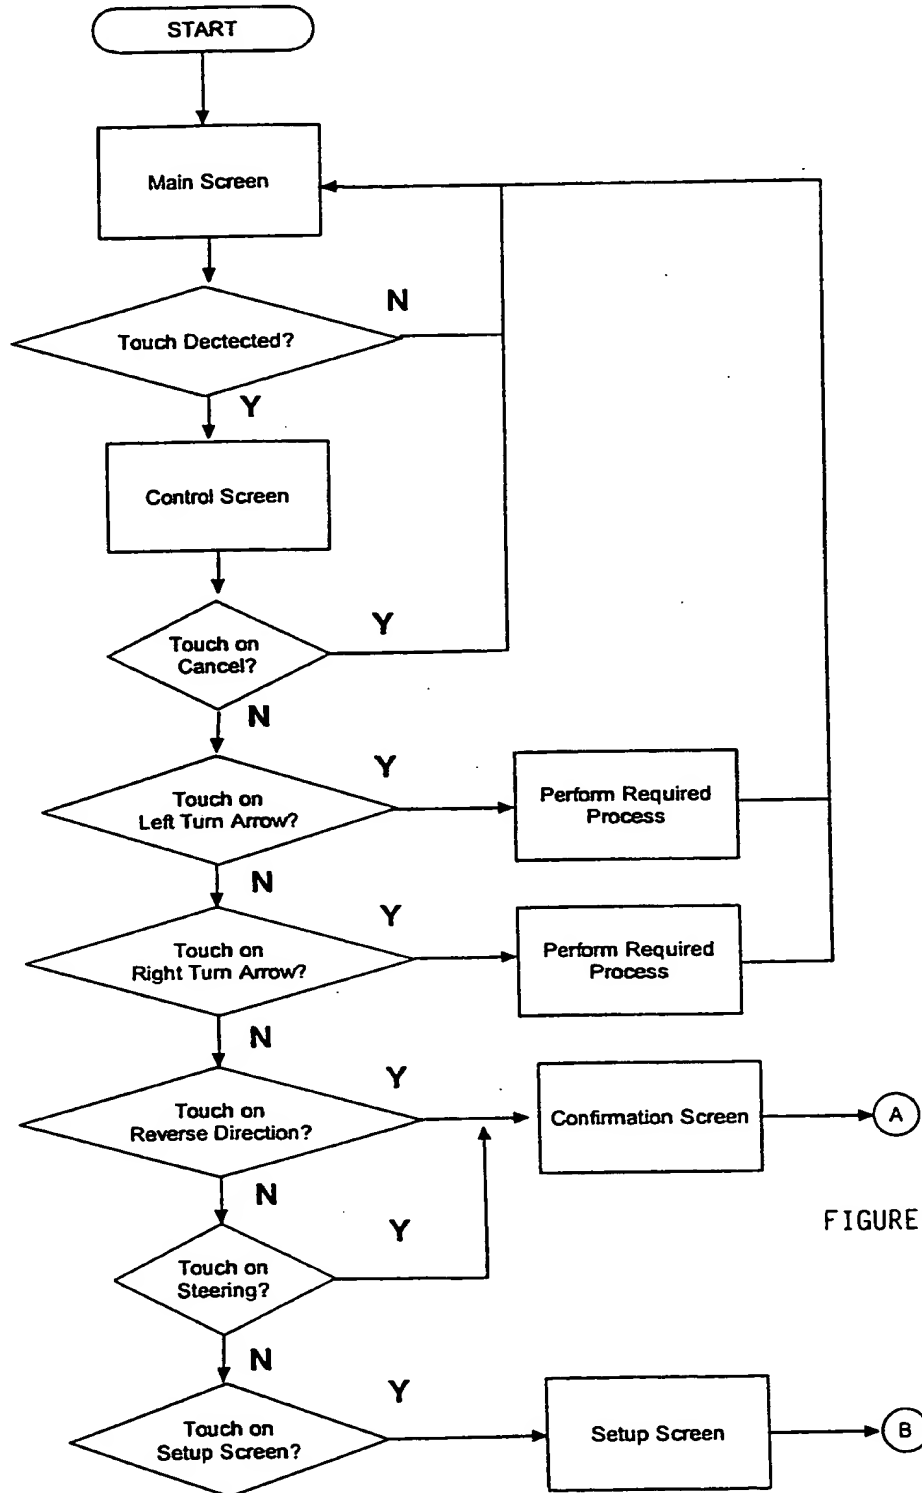 START
Main Screen
N
Touch Dectected?
Y
Control Screen
Y
Touch on
Cancel?
N
Y
Touch on
Left Turn Arrow?
Perform Required
Process
N
Y
Touch on
Right Turn Arrow?
Perform Required
Process
N
Y
Touch on
Reverse Direction?
Confirmation Screen
A
N
FIGURE
Y
Touch on
Steering?
N
Y
Touch on
Setup Screen?
Setup Screen
B